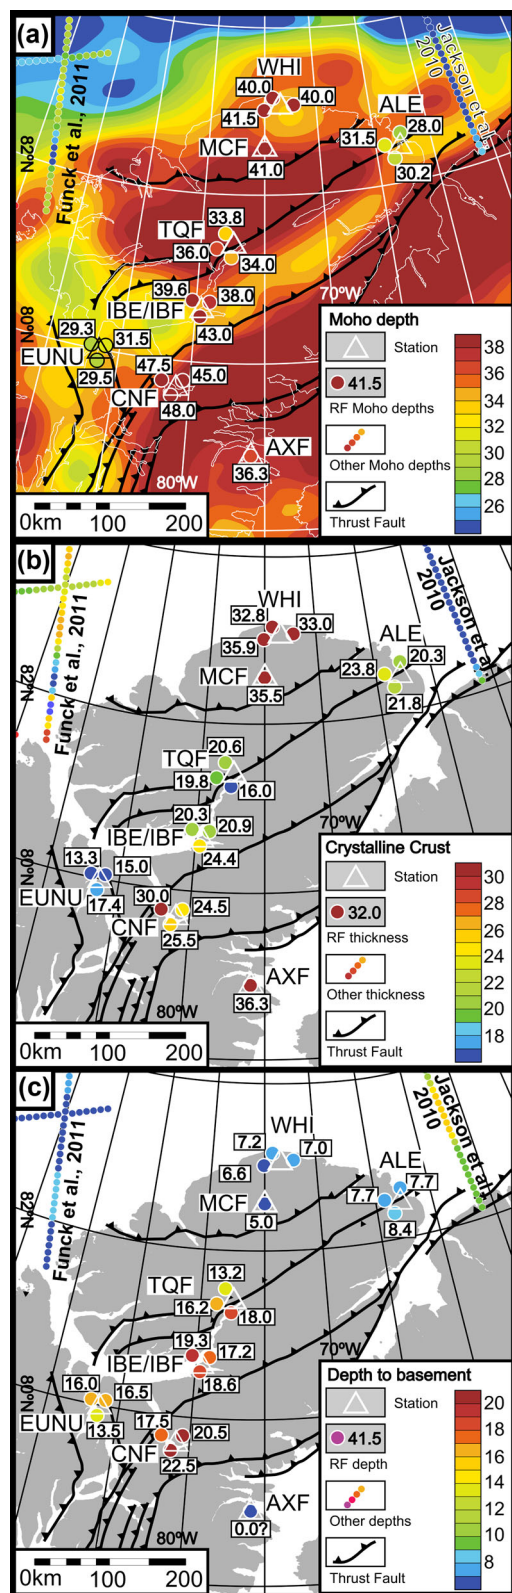 (a)
Funck et al., 2011
Jackson et al.,
2010
WHI
40.0
40.0
41.5
ALE
28.0
31.5
30.2
MCF
41.0
82ºN
33.8
TQF
36.0
34.0
39.6
38.0
70ºW
IBE/IBF
43.0
80ºN
29.3
31.5
EUNU
29.5
47.5
45.0
CNF
48.0
AXF
36.3
80ºW
0km 100 200
Moho depth
Station
41.5
RF Moho depths
Other Moho depths
Thrust Fault
38
36
34
32
30
28
26
(b)
Funck et al., 2011
Jackson et al.,
2010
WHI
32.8
33.0
35.9
ALE
20.3
23.8
21.8
MCF
35.5
82ºN
20.6
TQF
19.8
16.0
20.3
20.9
70ºW
IBE/IBF
24.4
80ºN
13.3
15.0
EUNU
17.4
30.0
24.5
CNF
25.5
AXF
36.3
80ºW
0km 100 200
Crystalline Crust
Station
32.0
RF thickness
Other thickness
Thrust Fault
30
28
26
24
22
20
18
(c)
Funck et al., 2011
Jackson et al.,
2010
WHI
7.2
7.0
6.6
ALE
7.7
7.7
8.4
MCF
5.0
82ºN
13.2
TQF
16.2
18.0
19.3
17.2
70ºW
IBE/IBF
18.6
80ºN
16.0
16.5
EUNU
13.5
17.5
20.5
CNF
22.5
AXF
0.0?
80ºW
0km 100 200
Depth to basement
Station
41.5
RF depth
Other depths
Thrust Fault
20
18
16
14
12
10
8